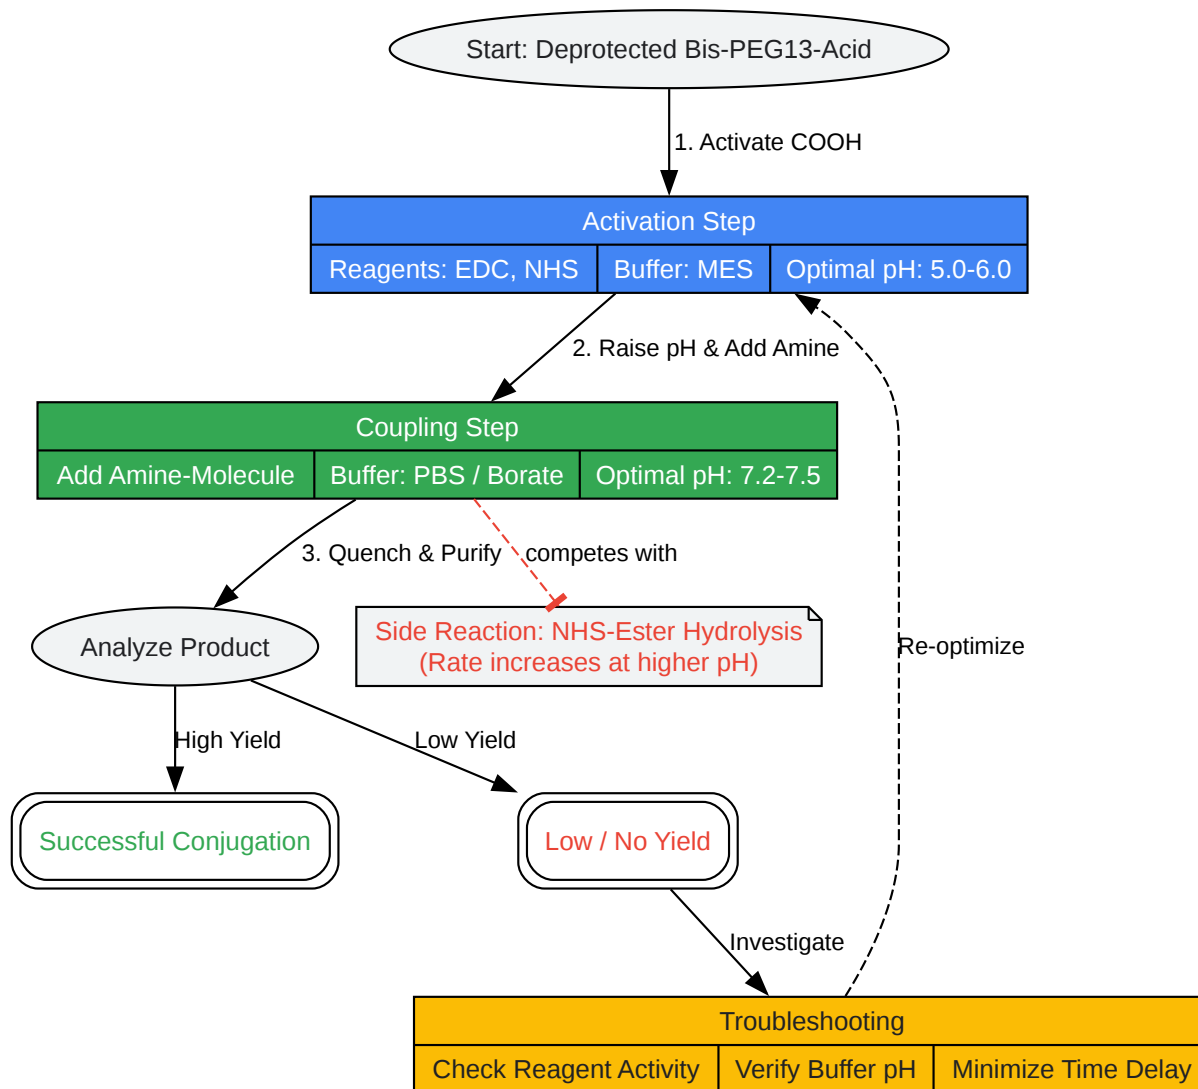 Start: Deprotected Bis-PEG13-Acid
1. Activate COOH
Activation Step
Reagents: EDC, NHS
Buffer: MES
Optimal pH: 5.0-6.0
2. Raise pH & Add Amine
Coupling Step
Add Amine-Molecule
Buffer: PBS / Borate
Optimal pH: 7.2-7.5
3. Quench & Purify
competes with
Analyze Product
Side Reaction: NHS-Ester Hydrolysis
(Rate increases at higher pH)
Re-optimize
High Yield
Low Yield
Successful Conjugation
Low / No Yield
Investigate
Troubleshooting
Check Reagent Activity
Verify Buffer pH
Minimize Time Delay